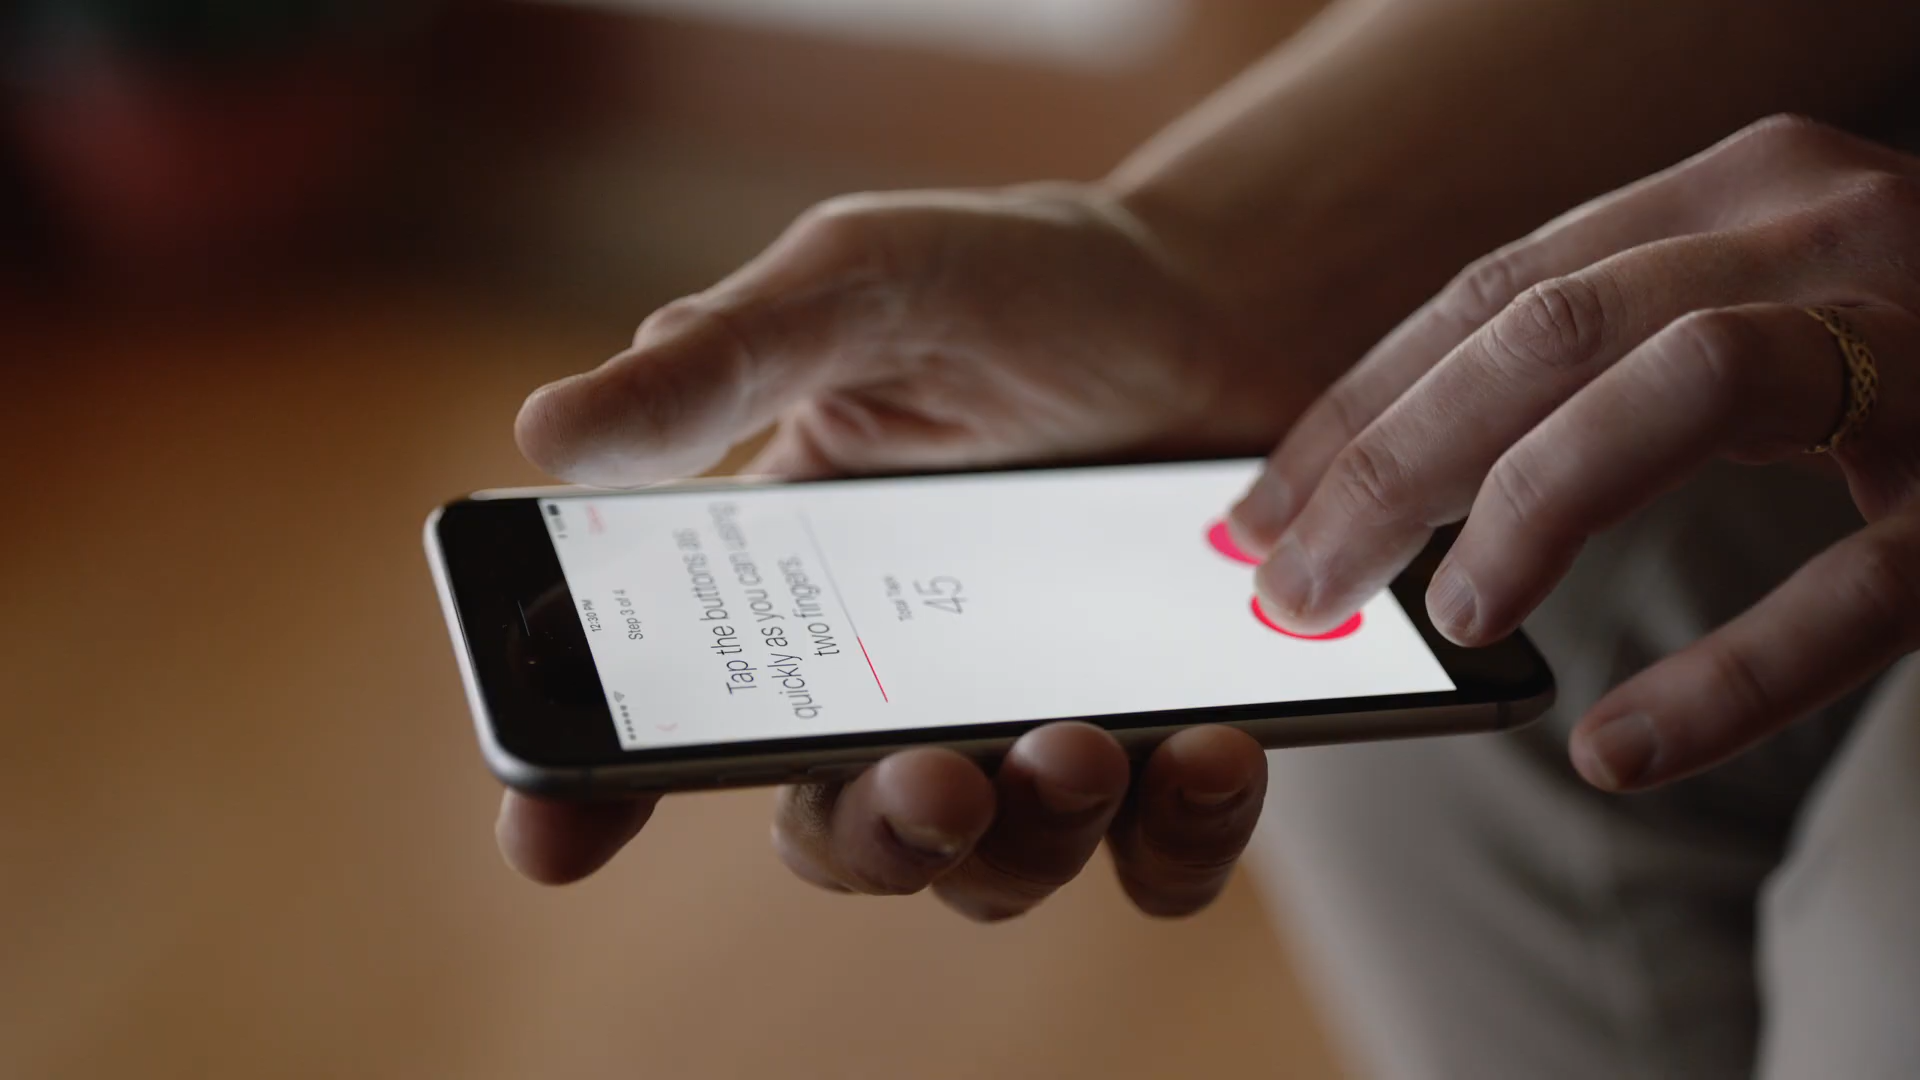 12:30 PM
Step 3 of 4
Tap the buttons as
quickly as you can using
two fingers
Total Taps
45